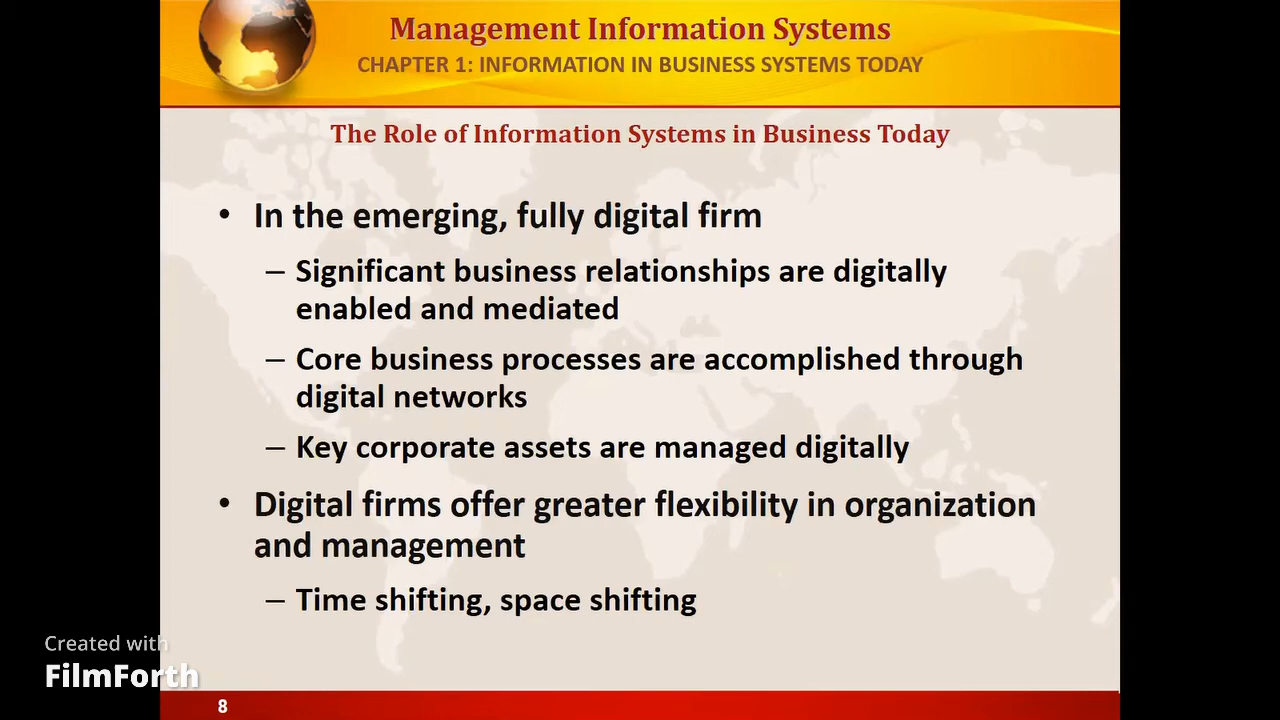 Management Information Systems
CHAPTER 1: INFORMATION IN BUSINESS SYSTEMS TODAY
The Role of Information Systems in Business Today
• In the emerging, fully digital firm
– Significant business relationships are digitally
enabled and mediated
– Core business processes are accomplished through
digital networks
– Key corporate assets are managed digitally
• Digital firms offer greater flexibility in organization
and management
– Time shifting, space shifting
Created with
FilmForth
8